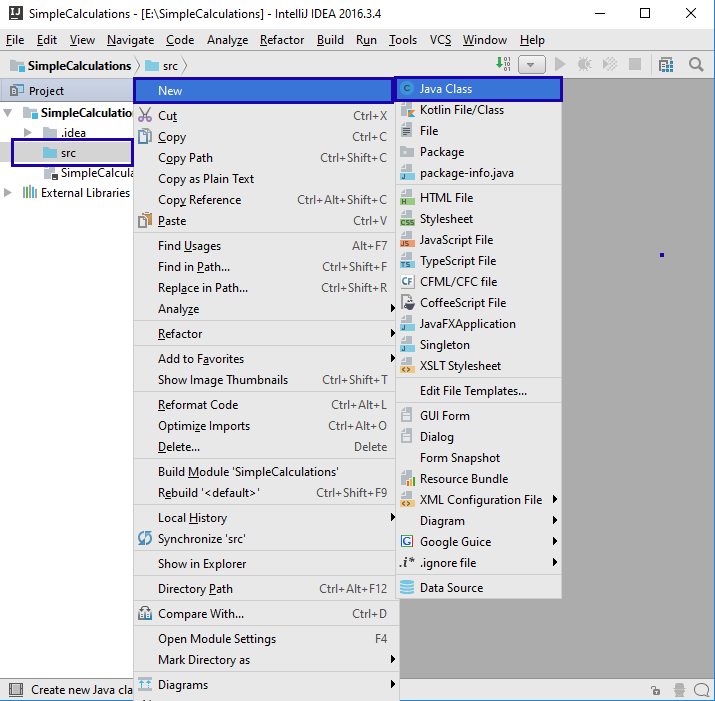 SimpleCalculations - [E:\SimpleCalculations] - IntelliJ IDEA 2016.3.4
File Edit View Navigate Code Analyze Refactor Build Run Tools VCS Window Help
SimpleCalculations src
Project
SimpleCalculation
.idea
src
SimpleCalcula
External Libraries
New
Cut Ctrl+X
Copy Ctrl+C
Copy Path Ctrl+Shift+C
Copy as Plain Text
Copy Reference Ctrl+Alt+Shift+C
Paste Ctrl+V
Find Usages Alt+F7
Find in Path... Ctrl+Shift+F
Replace in Path... Ctrl+Shift+R
Analyze
Refactor
Add to Favorites
Show Image Thumbnails Ctrl+Shift+T
Reformat Code Ctrl+Alt+L
Optimize Imports Ctrl+Alt+O
Delete... Delete
Build Module 'SimpleCalculations'
Rebuild '<default>' Ctrl+Shift+F9
Local History
Synchronize 'src'
Show in Explorer
Directory Path Ctrl+Alt+F12
Compare With... Ctrl+D
Open Module Settings F4
Mark Directory as
Diagrams
Java Class
Kotlin File/Class
File
Package
package-info.java
HTML File
Stylesheet
JavaScript File
TypeScript File
CFML/CFC file
CoffeeScript File
JavaFXApplication
Singleton
XSLT Stylesheet
Edit File Templates...
GUI Form
Dialog
Form Snapshot
Resource Bundle
XML Configuration File
Diagram
Google Guice
.ignore file
Data Source
Create new Java cla